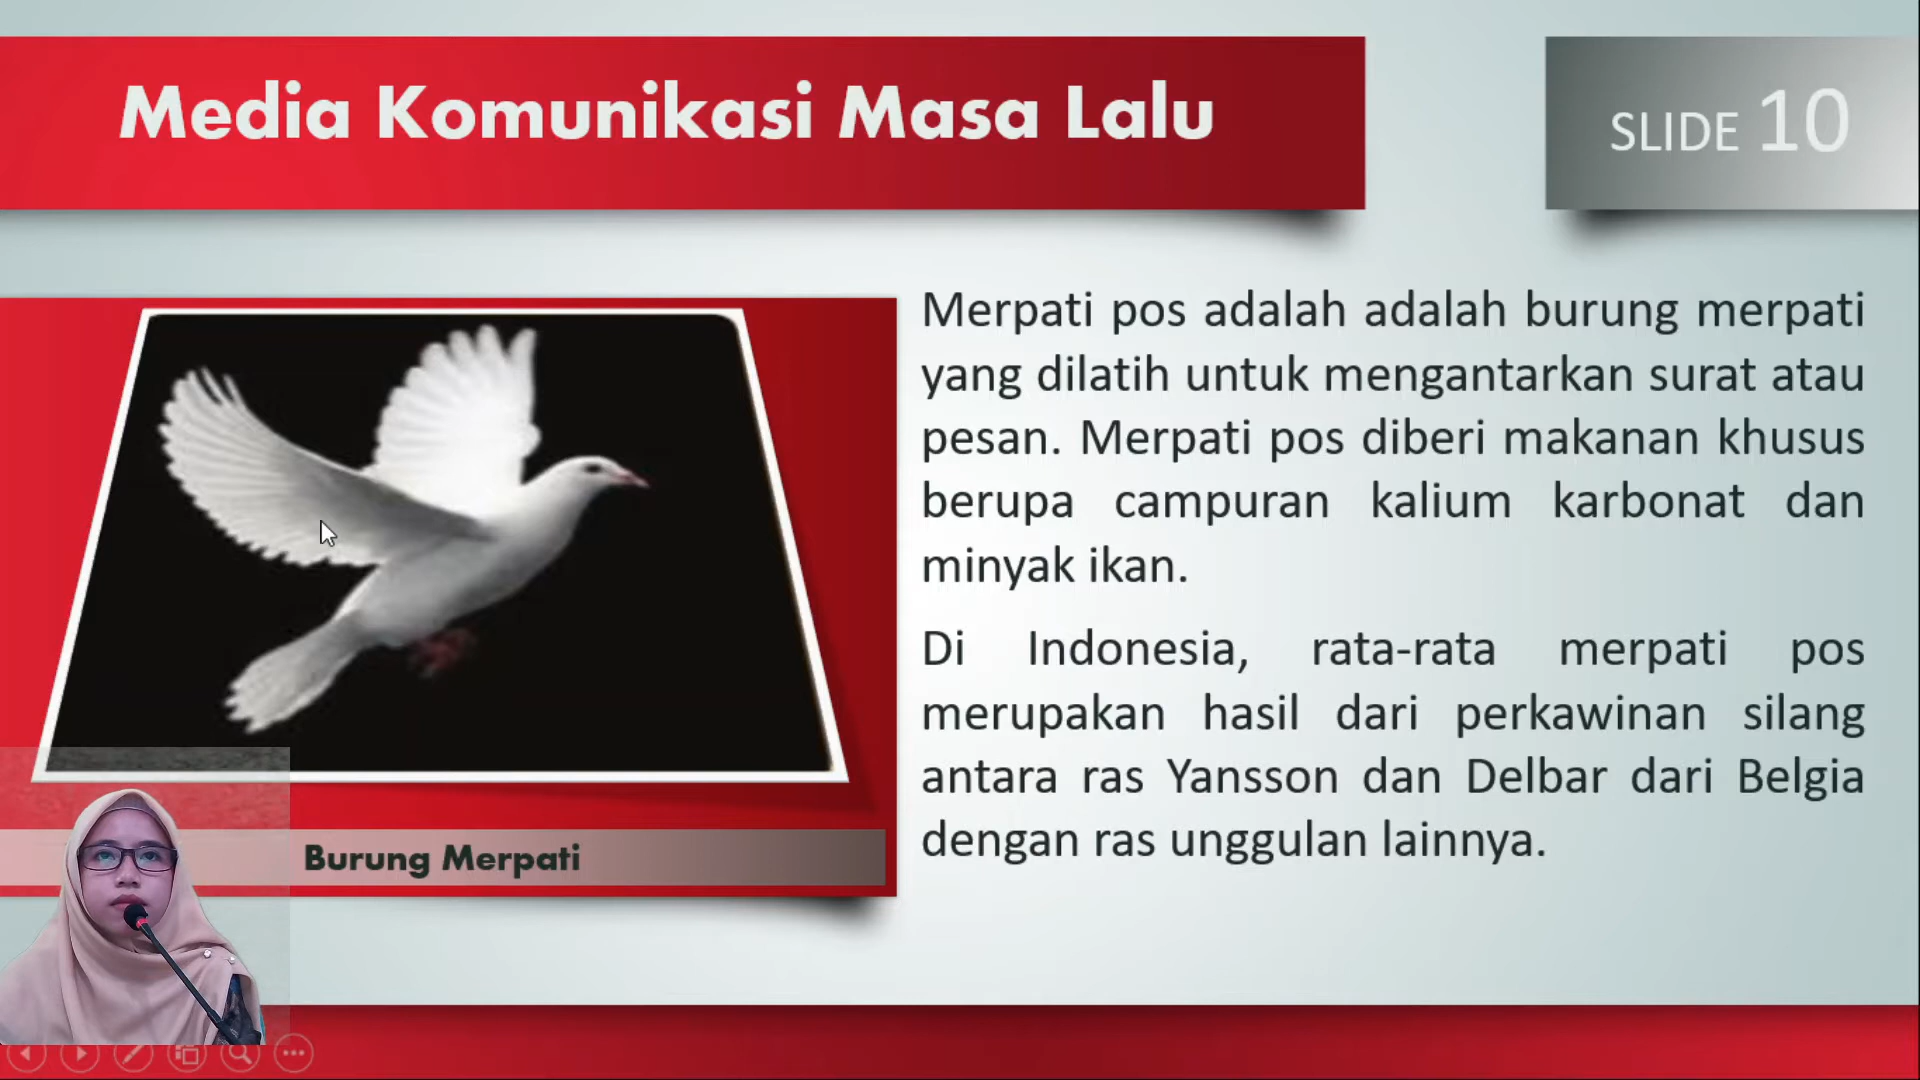 Media Komunikasi Masa Lalu
SLIDE 10
Merpati pos adalah adalah burung merpati
yang dilatih untuk mengantarkan surat atau
pesan. Merpati pos diberi makanan khusus
berupa campuran kalium karbonat dan
minyak ikan.
Di Indonesia, rata-rata merpati pos
merupakan hasil dari perkawinan silang
antara ras Yansson dan Delbar dari Belgia
dengan ras unggulan lainnya.
Burung Merpati